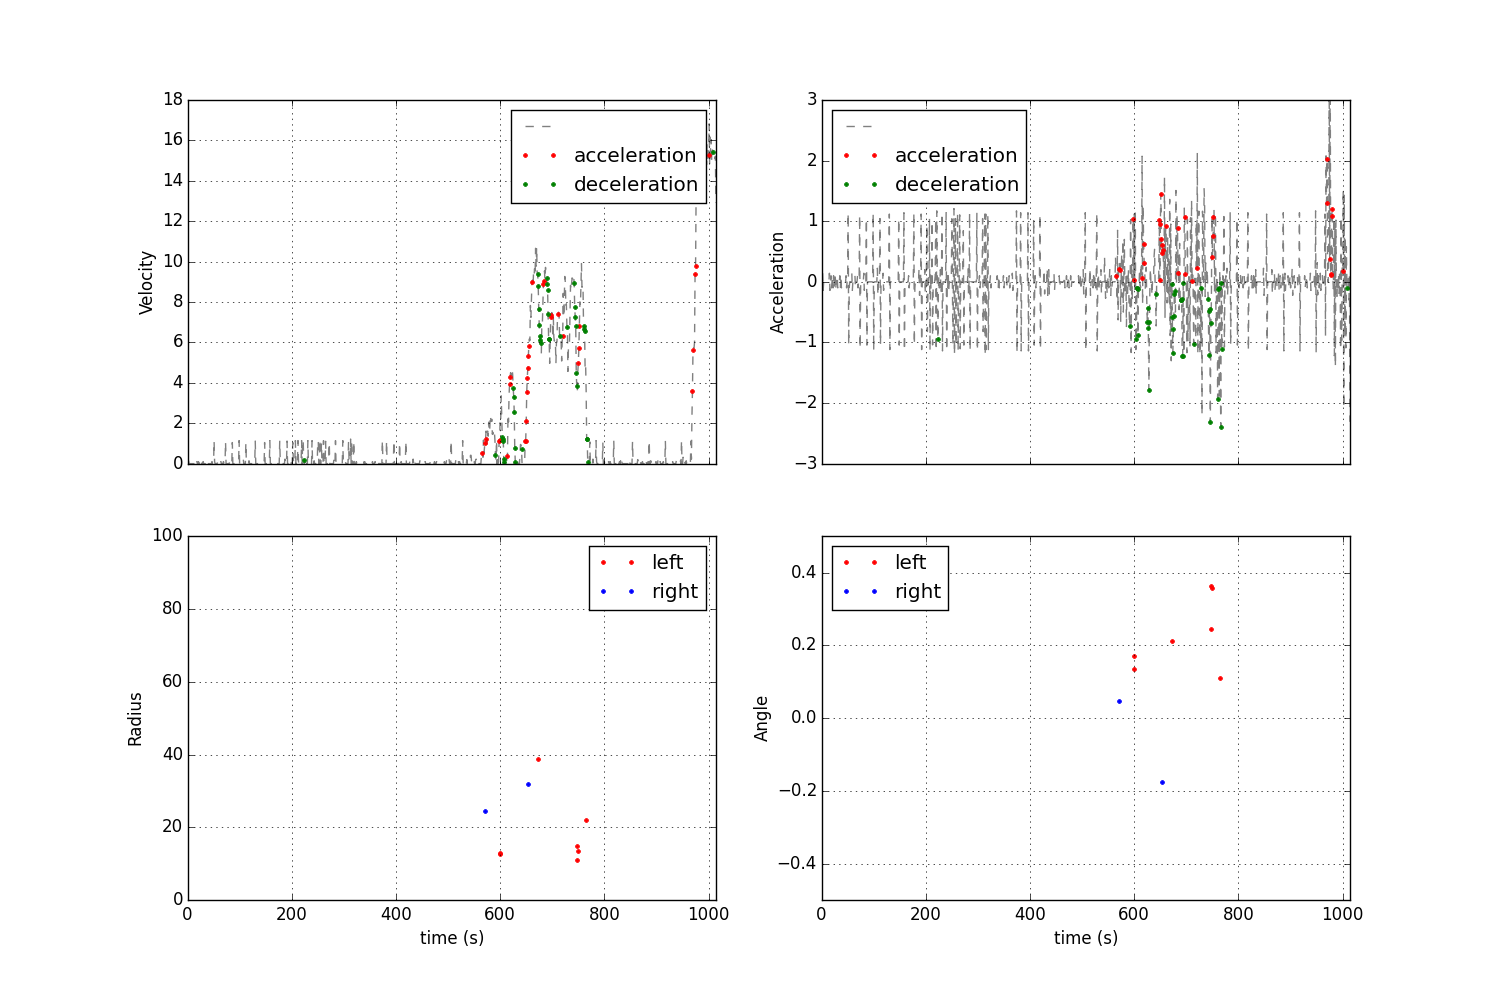 18
16
14
12
10
8
6
4
2
0
Velocity
acceleration
deceleration
3
2
1
0
−1
−2
−3
Acceleration
acceleration
deceleration
100
80
60
40
20
0
Radius
left
right
0 200 400 600 800 1000
time (s)
0.4
0.2
0.0
−0.2
−0.4
Angle
left
right
0 200 400 600 800 1000
time (s)